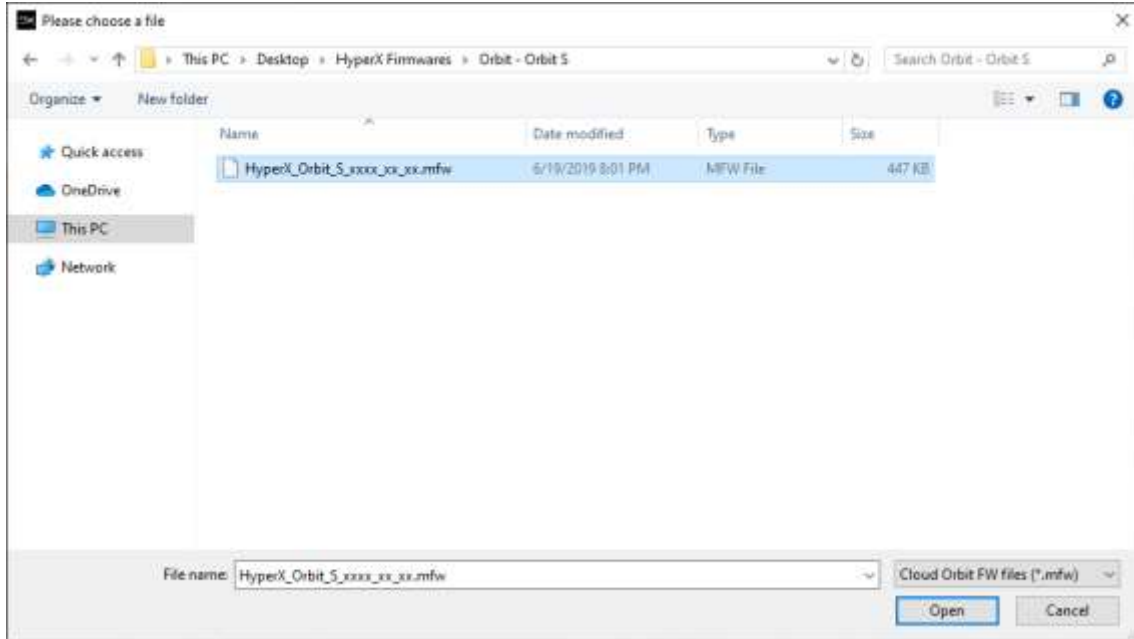 Please choose a file
This PC > Desktop > HyperX Firmwares > Orbit - Orbit S
Search Orbit - Orbit S
Organize
New folder
Name
Date modified
Type
Size
Quick access
OneDrive
This PC
Network
HyperX_Orbit_S_xxxx_xx_xx.mfw
6/19/2019 8:01 PM
MFW File
447 KB
File name:
HyperX_Orbit_S_xxxx_xx_xx.mfw
Cloud Orbit FW files (*.mfw)
Open
Cancel